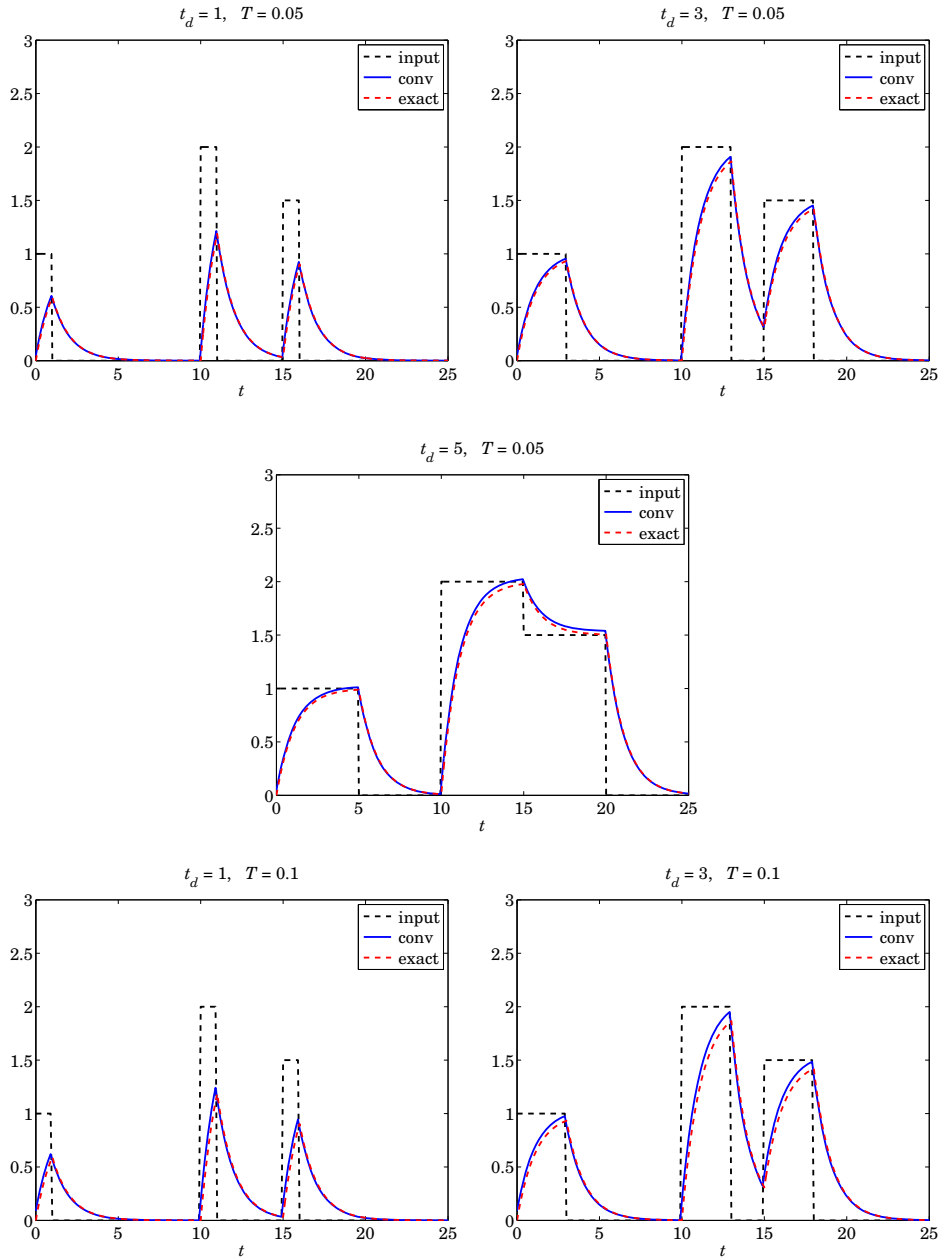 t_d = 1,   T = 0.05
3
2.5
2
1.5
1
0.5
0
0 5 10 15 20 25
t
input
conv
exact
t_d = 3,   T = 0.05
3
2.5
2
1.5
1
0.5
0
0 5 10 15 20 25
t
input
conv
exact
t_d = 5,   T = 0.05
3
2.5
2
1.5
1
0.5
0
0 5 10 15 20 25
t
input
conv
exact
t_d = 1,   T = 0.1
3
2.5
2
1.5
1
0.5
0
0 5 10 15 20 25
t
input
conv
exact
t_d = 3,   T = 0.1
3
2.5
2
1.5
1
0.5
0
0 5 10 15 20 25
t
input
conv
exact